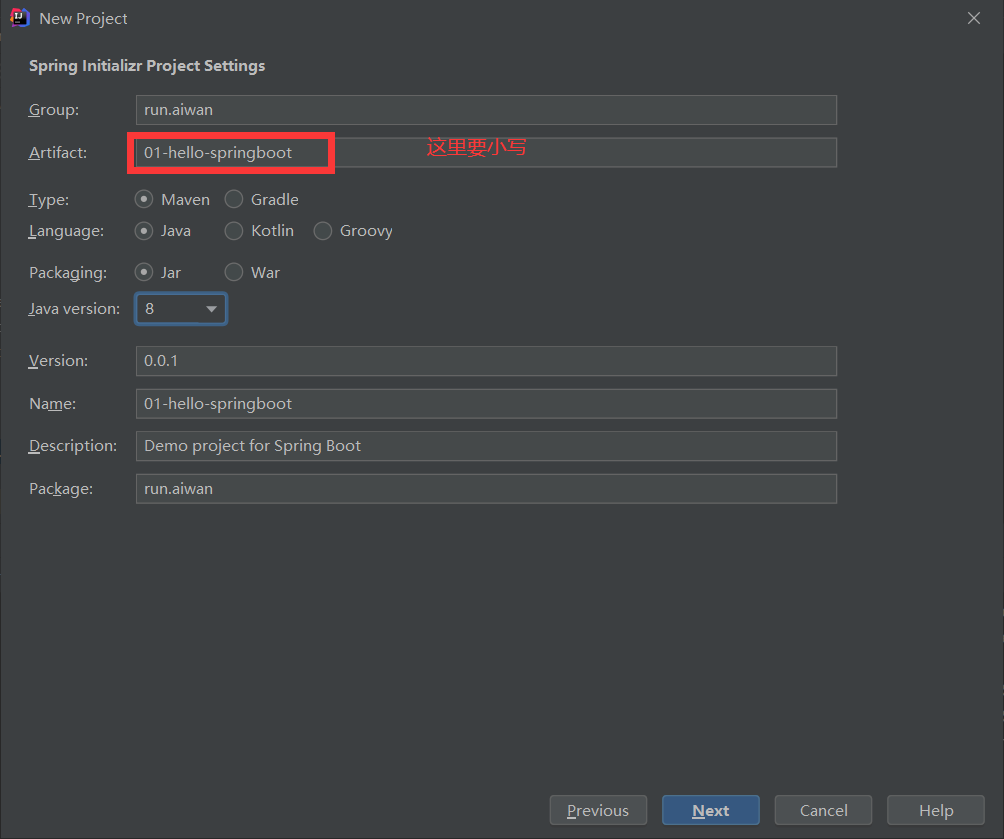 New Project
Spring Initializr Project Settings
Group: run.aiwan
Artifact: 01-hello-springboot 这里要小写
Type: Maven Gradle
Language: Java Kotlin Groovy
Packaging: Jar War
Java version: 8
Version: 0.0.1
Name: 01-hello-springboot
Description: Demo project for Spring Boot
Package: run.aiwan
Previous Next Cancel Help